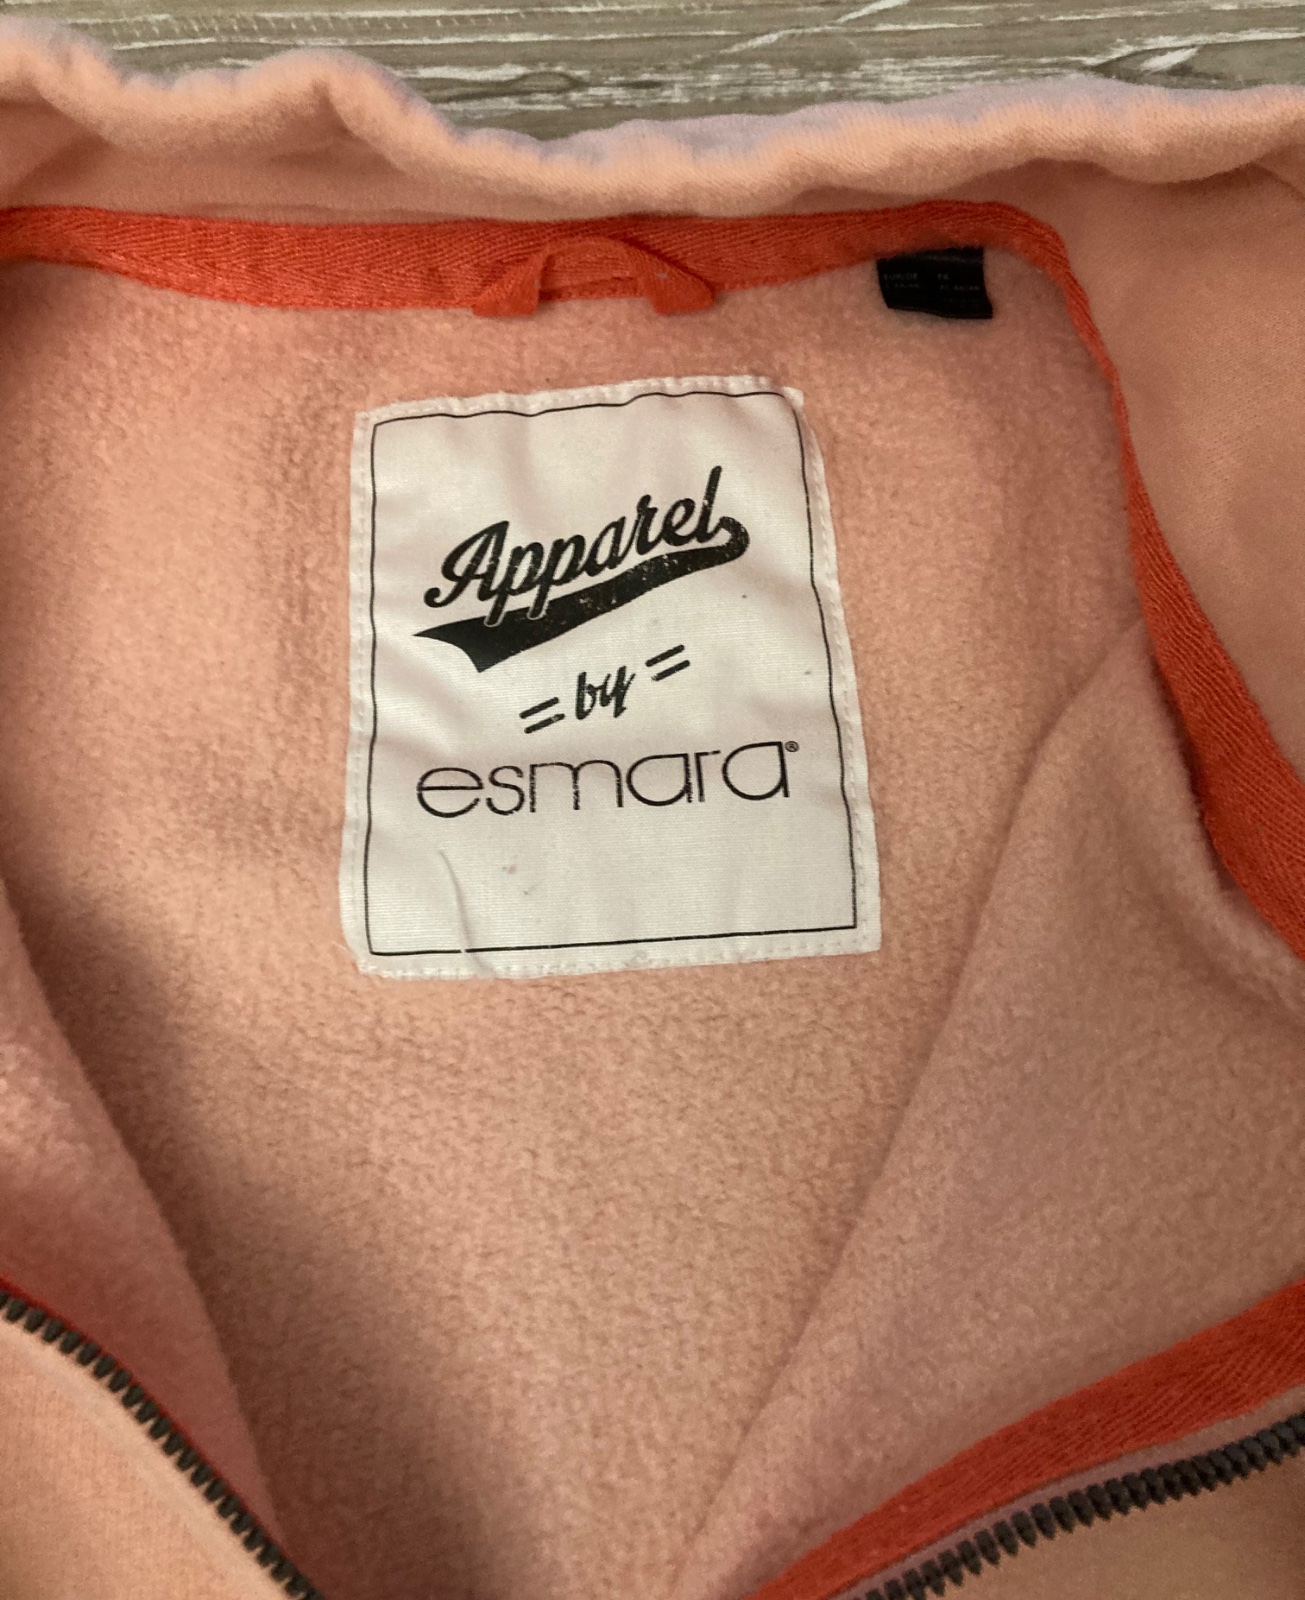 Apparel
= by =
esmara®